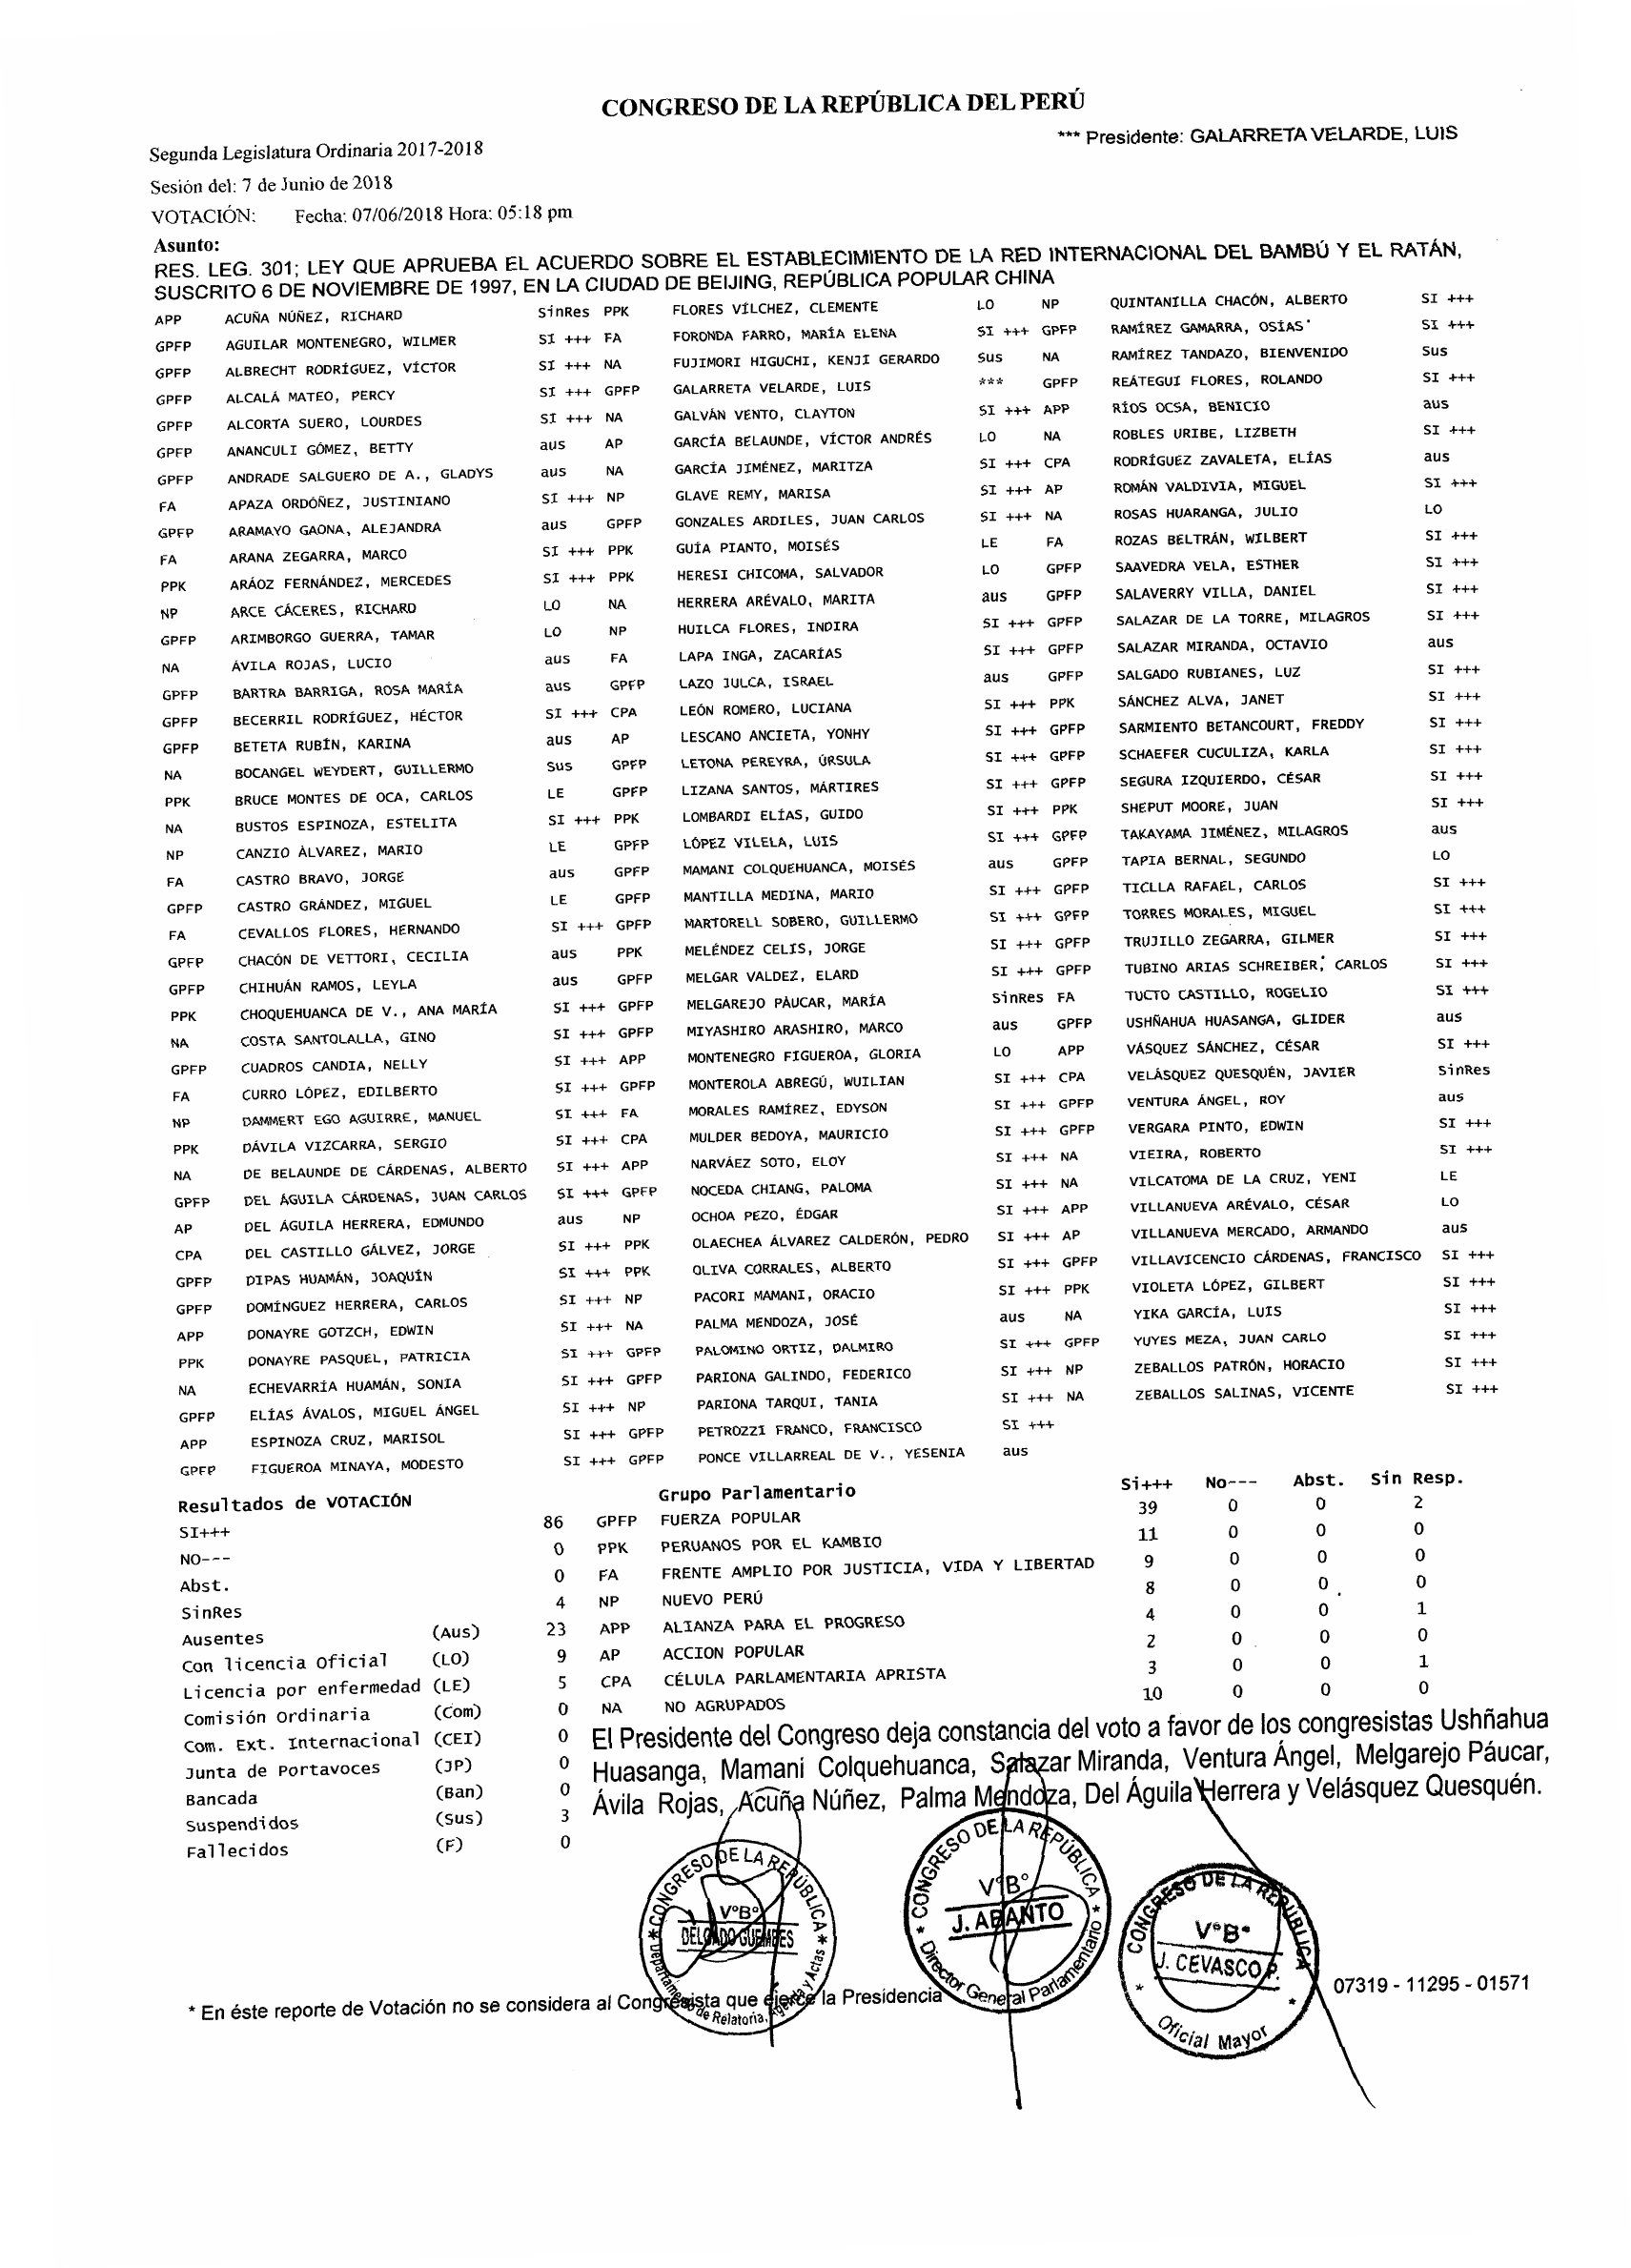 CONGRESO DE LA REPÚBLICA DEL PERÚ
*** Presidente: GALARRETA VELARDE, LUIS
Segunda Legislatura Ordinaria 2017-2018
Sesión del: 7 de Junio de 2018
VOTACIÓN: Fecha: 07/06/2018 Hora: 05:18 pm
Asunto:
RES. LEG. 301; LEY QUE APRUEBA EL ACUERDO SOBRE EL ESTABLECIMIENTO DE LA RED INTERNACIONAL DEL BAMBÚ Y EL RATÁN,
SUSCRITO 6 DE NOVIEMBRE DE 1997, EN LA CIUDAD DE BEIJING, REPÚBLICA POPULAR CHINA
APP ACUÑA NÚÑEZ, RICHARD SinRes PPK FLORES VÍLCHEZ, CLEMENTE LO NP QUINTANILLA CHACÓN, ALBERTO SI +++
GPFP AGUILAR MONTENEGRO, WILMER SI +++ FA FORONDA FARRO, MARÍA ELENA SI +++ GPFP RAMÍREZ GAMARRA, OSÍAS SI +++
GPFP ALBRECHT RODRÍGUEZ, VÍCTOR SI +++ NA FUJIMORI HIGUCHI, KENJI GERARDO Sus NA RAMÍREZ TANDAZO, BIENVENIDO Sus
GPFP ALCALÁ MATEO, PERCY SI +++ GPFP GALARRETA VELARDE, LUIS *** GPFP REÁTEGUI FLORES, ROLANDO SI +++
GPFP ALCORTA SUERO, LOURDES SI +++ NA GALVÁN VENTO, CLAYTON SI +++ APP RÍOS OCSA, BENICIO aus
GPFP ANANCULI GÓMEZ, BETTY aus AP GARCÍA BELAUNDE, VÍCTOR ANDRÉS LO NA ROBLES URIBE, LIZBETH SI +++
GPFP ANDRADE SALGUERO DE A., GLADYS aus NA GARCÍA JIMÉNEZ, MARITZA SI +++ CPA RODRÍGUEZ ZAVALETA, ELÍAS aus
FA APAZA ORDÓÑEZ, JUSTINIANO SI +++ NP GLAVE REMY, MARISA SI +++ AP ROMÁN VALDIVIA, MIGUEL SI +++
GPFP ARAMAYO GAONA, ALEJANDRA aus GPFP GONZALES ARDILES, JUAN CARLOS SI +++ NA ROSAS HUARANGA, JULIO LO
FA ARANA ZEGARRA, MARCO SI +++ PPK GUÍA PIANTO, MOISÉS LE FA ROZAS BELTRÁN, WILBERT SI +++
PPK ARÁOZ FERNÁNDEZ, MERCEDES SI +++ PPK HERESI CHICOMA, SALVADOR LO GPFP SAAVEDRA VELA, ESTHER SI +++
NP ARCE CÁCERES, RICHARD LO NA HERRERA ARÉVALO, MARITA aus GPFP SALAVERRY VILLA, DANIEL SI +++
GPFP ARIMBORGO GUERRA, TAMAR LO NP HUILCA FLORES, INDIRA SI +++ GPFP SALAZAR DE LA TORRE, MILAGROS SI +++
NA ÁVILA ROJAS, LUCIO aus FA LAPA INGA, ZACARÍAS SI +++ GPFP SALAZAR MIRANDA, OCTAVIO aus
GPFP BARTRA BARRIGA, ROSA MARÍA aus GPFP LAZO JULCA, ISRAEL aus GPFP SALGADO RUBIANES, LUZ SI +++
GPFP BECERRIL RODRÍGUEZ, HÉCTOR SI +++ CPA LEÓN ROMERO, LUCIANA SI +++ PPK SÁNCHEZ ALVA, JANET SI +++
GPFP BETETA RUBÍN, KARINA aus AP LESCANO ANCIETA, YONHY SI +++ GPFP SARMIENTO BETANCOURT, FREDDY SI +++
NA BOCANGEL WEYDERT, GUILLERMO Sus GPFP LETONA PEREYRA, ÚRSULA SI +++ GPFP SCHAEFER CUCULIZA, KARLA SI +++
PPK BRUCE MONTES DE OCA, CARLOS LE GPFP LIZANA SANTOS, MÁRTIRES SI +++ GPFP SEGURA IZQUIERDO, CÉSAR SI +++
NA BUSTOS ESPINOZA, ESTELITA SI +++ PPK LOMBARDI ELÍAS, GUIDO SI +++ PPK SHEPUT MOORE, JUAN SI +++
NP CANZIO ÁLVAREZ, MARIO LE GPFP LÓPEZ VILELA, LUIS SI +++ GPFP TAKAYAMA JIMÉNEZ, MILAGROS aus
FA CASTRO BRAVO, JORGE aus GPFP MAMANI COLQUEHUANCA, MOISÉS aus GPFP TAPIA BERNAL, SEGUNDO LO
GPFP CASTRO GRÁNDEZ, MIGUEL LE GPFP MANTILLA MEDINA, MARIO SI +++ GPFP TICLLA RAFAEL, CARLOS SI +++
FA CEVALLOS FLORES, HERNANDO SI +++ GPFP MARTORELL SOBERO, GUILLERMO SI +++ GPFP TORRES MORALES, MIGUEL SI +++
GPFP CHACÓN DE VETTORI, CECILIA aus PPK MELÉNDEZ CELIS, JORGE SI +++ GPFP TRUJILLO ZEGARRA, GILMER SI +++
GPFP CHIHUÁN RAMOS, LEYLA aus GPFP MELGAR VALDEZ, ELARD SI +++ GPFP TUBINO ARIAS SCHREIBER, CARLOS SI +++
PPK CHOQUEHUANCA DE V., ANA MARÍA SI +++ GPFP MELGAREJO PÁUCAR, MARÍA SinRes FA TUCTO CASTILLO, ROGELIO SI +++
NA COSTA SANTOLALLA, GINO SI +++ GPFP MIYASHIRO ARASHIRO, MARCO aus GPFP USHÑAHUA HUASANGA, GLIDER aus
GPFP CUADROS CANDIA, NELLY SI +++ APP MONTENEGRO FIGUEROA, GLORIA LO APP VÁSQUEZ SÁNCHEZ, CÉSAR SI +++
FA CURRO LÓPEZ, EDILBERTO SI +++ GPFP MONTEROLA ABREGÚ, WUILIAN SI +++ CPA VELÁSQUEZ QUESQUÉN, JAVIER SinRes
NP DAMMERT EGO AGUIRRE, MANUEL SI +++ FA MORALES RAMÍREZ, EDYSON SI +++ GPFP VENTURA ÁNGEL, ROY aus
PPK DÁVILA VIZCARRA, SERGIO SI +++ CPA MULDER BEDOYA, MAURICIO SI +++ GPFP VERGARA PINTO, EDWIN SI +++
NA DE BELAUNDE DE CÁRDENAS, ALBERTO SI +++ APP NARVÁEZ SOTO, ELOY SI +++ NA VIEIRA, ROBERTO SI +++
GPFP DEL ÁGUILA CÁRDENAS, JUAN CARLOS SI +++ GPFP NOCEDA CHIANG, PALOMA SI +++ NA VILCATOMA DE LA CRUZ, YENI LE
AP DEL ÁGUILA HERRERA, EDMUNDO aus NP OCHOA PEZO, ÉDGAR SI +++ APP VILLANUEVA ARÉVALO, CÉSAR LO
CPA DEL CASTILLO GÁLVEZ, JORGE SI +++ PPK OLAECHEA ÁLVAREZ CALDERÓN, PEDRO SI +++ AP VILLANUEVA MERCADO, ARMANDO aus
GPFP DIPAS HUAMÁN, JOAQUÍN SI +++ PPK OLIVA CORRALES, ALBERTO SI +++ GPFP VILLAVICENCIO CÁRDENAS, FRANCISCO SI +++
GPFP DOMÍNGUEZ HERRERA, CARLOS SI +++ NP PACORI MAMANI, ORACIO SI +++ PPK VIOLETA LÓPEZ, GILBERT SI +++
APP DONAYRE GOTZCH, EDWIN SI +++ NA PALMA MENDOZA, JOSÉ aus NA YIKA GARCÍA, LUIS SI +++
PPK DONAYRE PASQUEL, PATRICIA SI +++ GPFP PALOMINO ORTIZ, DALMIRO SI +++ GPFP YUYES MEZA, JUAN CARLO SI +++
NA ECHEVARRÍA HUAMÁN, SONIA SI +++ GPFP PARIONA GALINDO, FEDERICO SI +++ NP ZEBALLOS PATRÓN, HORACIO SI +++
GPFP ELÍAS ÁVALOS, MIGUEL ÁNGEL SI +++ NP PARIONA TARQUI, TANIA SI +++ NA ZEBALLOS SALINAS, VICENTE SI +++
APP ESPINOZA CRUZ, MARISOL SI +++ GPFP PETROZZI FRANCO, FRANCISCO SI +++
GPFP FIGUEROA MINAYA, MODESTO SI +++ GPFP PONCE VILLARREAL DE V., YESENIA aus
Resultados de VOTACIÓN Grupo Parlamentario Si+++ No--- Abst. Sin Resp.
SI+++ 86 GPFP FUERZA POPULAR 39 0 0 2
NO--- 0 PPK PERUANOS POR EL KAMBIO 11 0 0 0
Abst. 0 FA FRENTE AMPLIO POR JUSTICIA, VIDA Y LIBERTAD 9 0 0 0
SinRes 4 NP NUEVO PERÚ 8 0 0 0
Ausentes (Aus) 23 APP ALIANZA PARA EL PROGRESO 4 0 0 1
Con licencia Oficial (LO) 9 AP ACCION POPULAR 2 0 0 0
Licencia por enfermedad (LE) 5 CPA CÉLULA PARLAMENTARIA APRISTA 3 0 0 1
Comisión Ordinaria (Com) 0 NA NO AGRUPADOS 10 0 0 0
Com. Ext. Internacional (CEI) 0
Junta de Portavoces (JP) 0
Bancada (Ban) 0
Suspendidos (Sus) 3
Fallecidos (F) 0
El Presidente del Congreso deja constancia del voto a favor de los congresistas Ushñahua
Huasanga, Mamani Colquehuanca, Salazar Miranda, Ventura Ángel, Melgarejo Páucar,
Ávila Rojas, Acuña Núñez, Palma Mendoza, Del Águila Herrera y Velásquez Quesquén.
CONGRESO DE LA REPÚBLICA
V°B°
DELGADO GUEMBES
Departamento de Relatoría, Agenda y Actas
CONGRESO DE LA REPÚBLICA
V°B°
J. ABANTO
Director General Parlamentario
CONGRESO DE LA REPÚBLICA
V°B°
J. CEVASCO P.
Oficial Mayor
* En éste reporte de Votación no se considera al Congresista que ejerce la Presidencia
07319 - 11295 - 01571